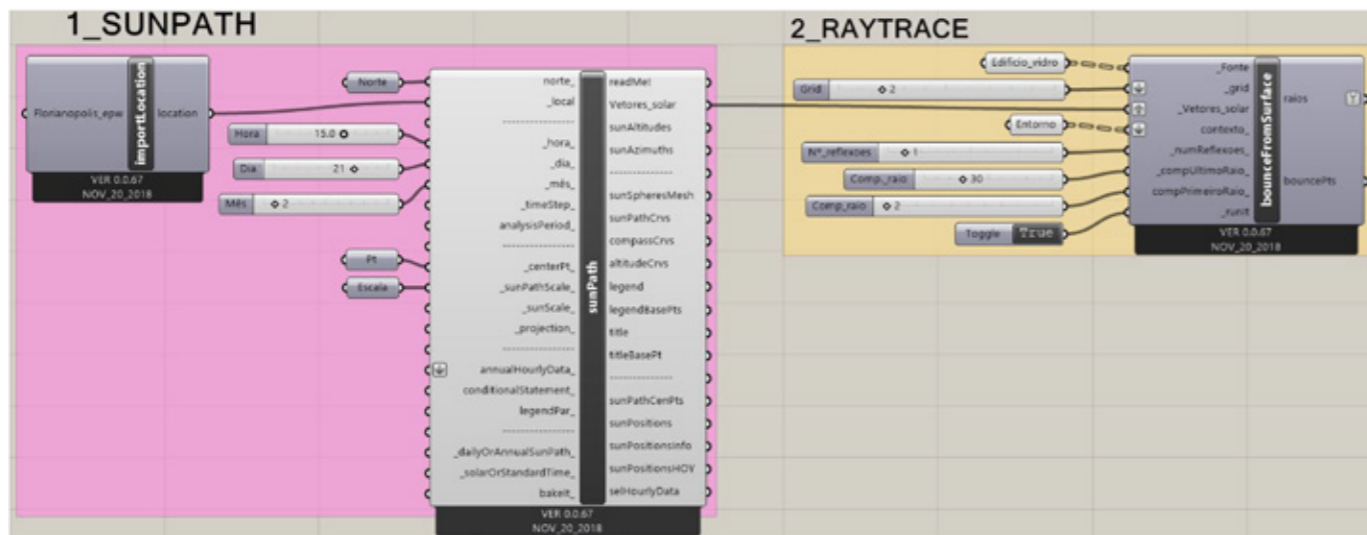 1_SUNPATH
Florianopolis_epw
importLocation
location
VER 0.0.67
NOV_20_2018
Norte
Hora 15.0
Dia 21
Mês 2
Pt
Escala
norte_
_local
--------------
_hora_
_dia_
_mês_
_timeStep_
analysisPeriod_
--------------
_centerPt_
_sunPathScale_
_sunScale_
_projection_
--------------
annualHourlyData_
conditionalStatement_
legendPar_
--------------
_dailyOrAnnualSunPath_
_solarOrStandardTime_
bakeIt_
sunPath
readMe!
Vetores_solar
sunAltitudes
sunAzimuths
--------------
sunSpheresMesh
sunPathCrvs
compassCrvs
altitudeCrvs
legend
legendBasePts
title
titleBasePt
--------------
sunPathCenPts
sunPositions
sunPositionsInfo
sunPositionsHOY
selHourlyData
VER 0.0.67
NOV_20_2018
2_RAYTRACE
Edifício_vidro
Grid 2
Entorno
Nº_reflexoes 1
Comp._raio 30
Comp_raio 2
Toggle True
_Fonte
_grid
_Vetores_solar
contexto_
_numReflexoes_
_compUltimoRaio_
compPrimeiroRaio_
_runit
bounceFromSurface
raios
bouncePts
VER 0.0.67
NOV_20_2018